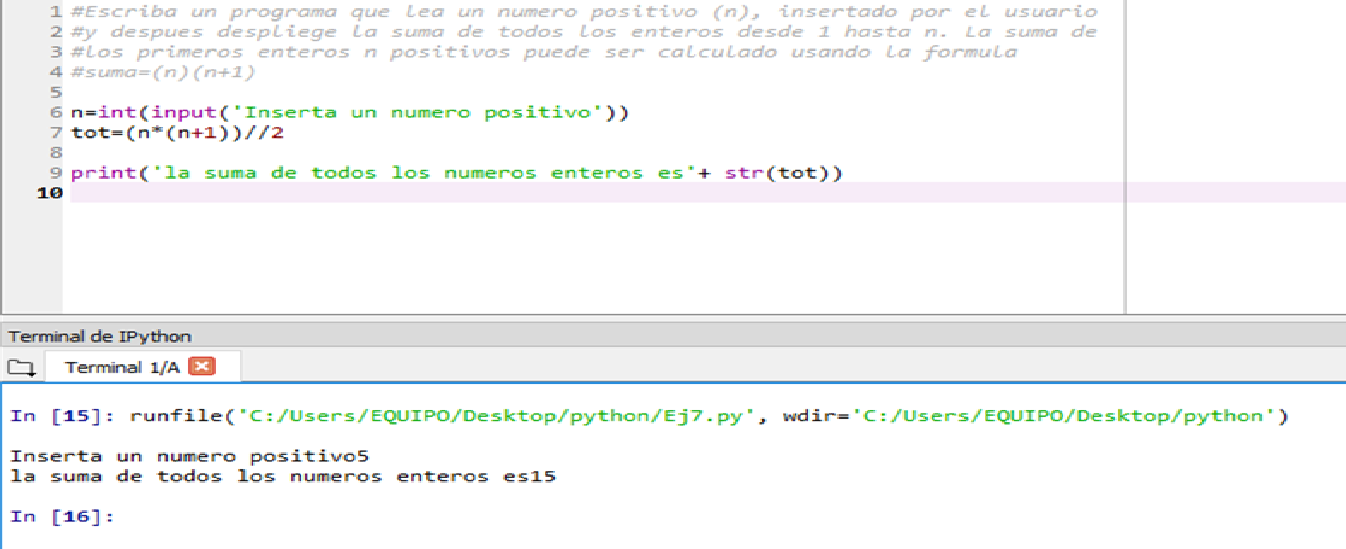 1 #Escriba un programa que lea un numero positivo (n), insertado por el usuario
2 #y despues despliege la suma de todos los enteros desde 1 hasta n. La suma de
3 #los primeros enteros n positivos puede ser calculado usando la formula
4 #suma=(n)(n+1)
5
6 n=int(input('Inserta un numero positivo'))
7 tot=(n*(n+1))//2
8
9 print('la suma de todos los numeros enteros es'+ str(tot))
10
Terminal de IPython
Terminal 1/A
In [15]: runfile('C:/Users/EQUIPO/Desktop/python/Ej7.py', wdir='C:/Users/EQUIPO/Desktop/python')
Inserta un numero positivo5
la suma de todos los numeros enteros es15
In [16]: